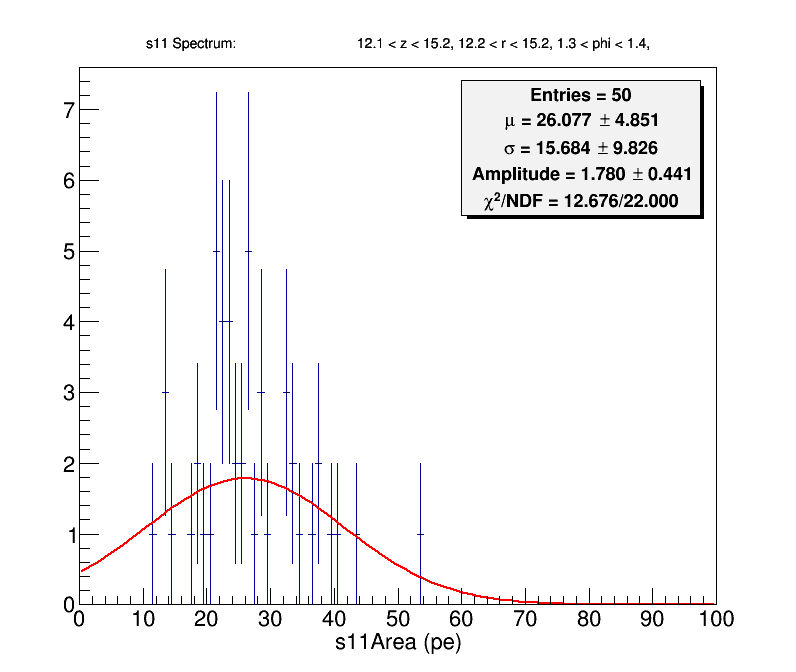 s11 Spectrum: 12.1 < z < 15.2, 12.2 < r < 15.2, 1.3 < phi < 1.4,
Entries = 50
μ = 26.077 ± 4.851
σ = 15.684 ± 9.826
Amplitude = 1.780 ± 0.441
χ²/NDF = 12.676/22.000
7
6
5
4
3
2
1
0
0 10 20 30 40 50 60 70 80 90 100
s11Area (pe)